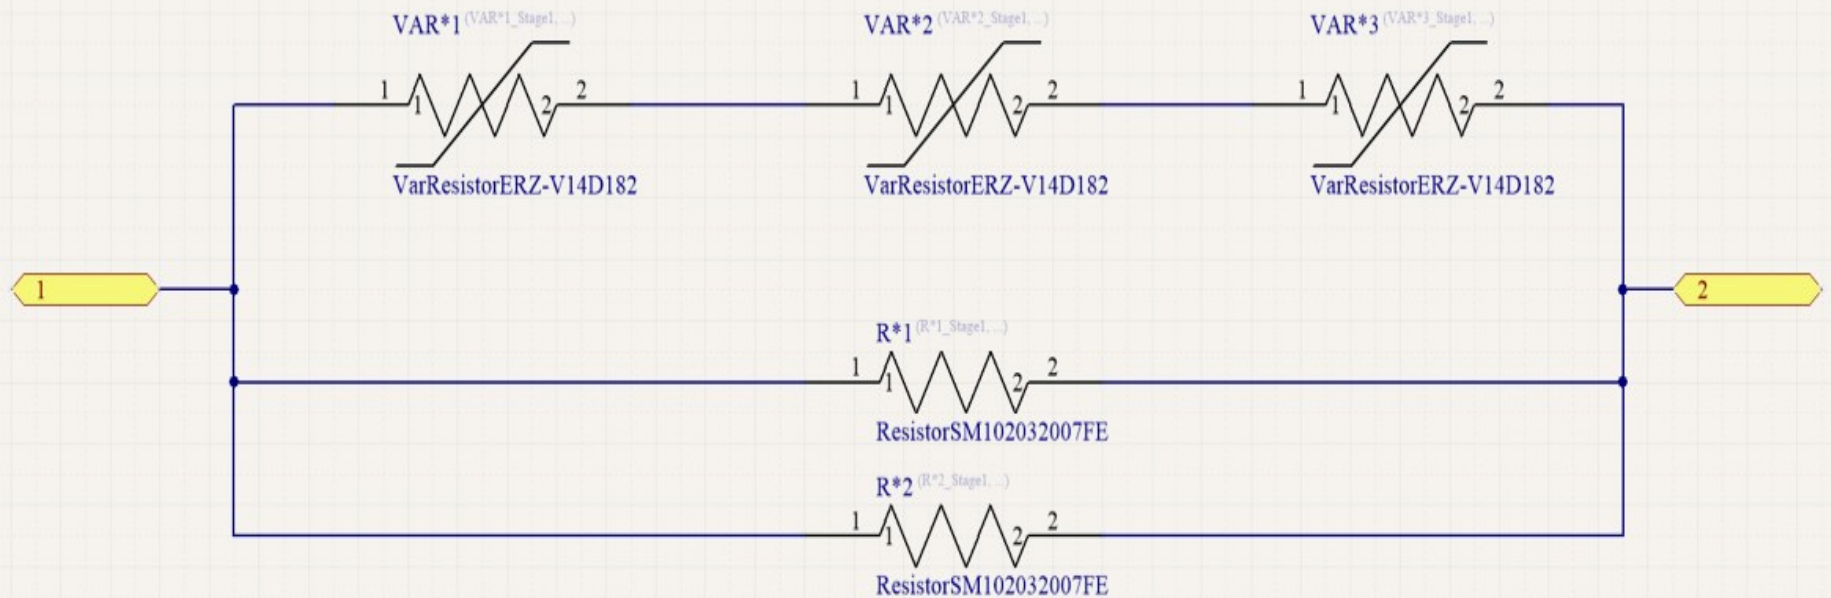 VAR*1 (VAR*1_Stage1, ...)
VAR*2 (VAR*2_Stage1, ...)
VAR*3 (VAR*3_Stage1, ...)
1 1 2 2
1 1 2 2
1 1 2 2
VarResistorERZ-V14D182
VarResistorERZ-V14D182
VarResistorERZ-V14D182
1
2
R*1 (R*1_Stage1, ...)
1 1 2 2
ResistorSM102032007FE
R*2 (R*2_Stage1, ...)
1 1 2 2
ResistorSM102032007FE